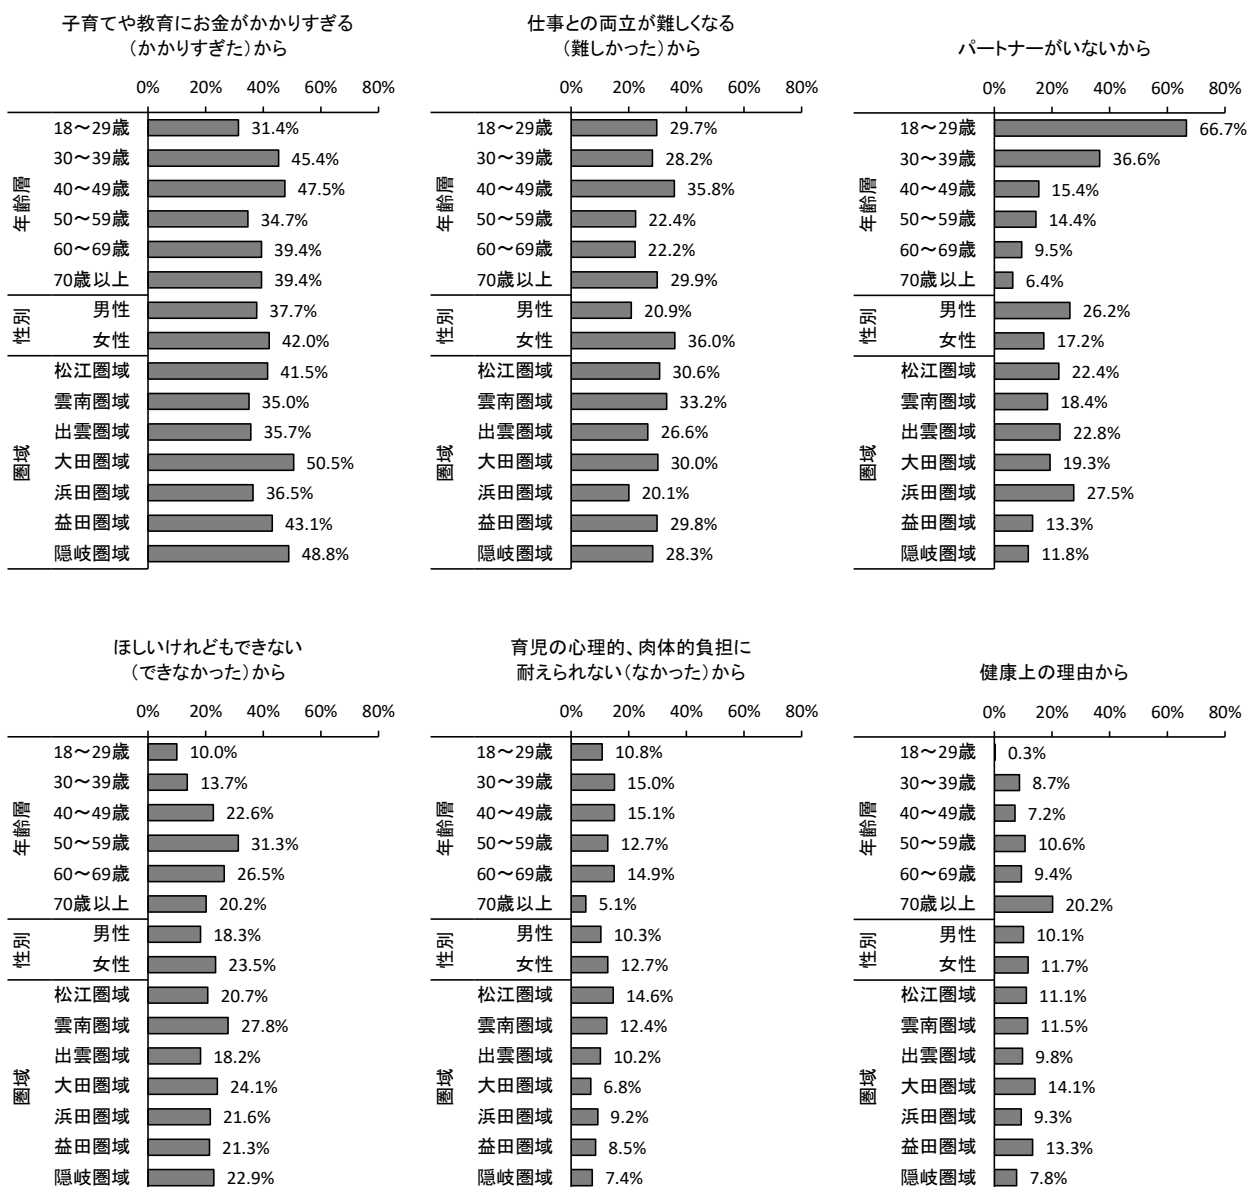 子育てや教育にお金がかかりすぎる
（かかりすぎた）から
0% 20% 40% 60% 80%
年齢層
18～29歳 31.4%
30～39歳 45.4%
40～49歳 47.5%
50～59歳 34.7%
60～69歳 39.4%
70歳以上 39.4%
性別
男性 37.7%
女性 42.0%
圏域
松江圏域 41.5%
雲南圏域 35.0%
出雲圏域 35.7%
大田圏域 50.5%
浜田圏域 36.5%
益田圏域 43.1%
隠岐圏域 48.8%
仕事との両立が難しくなる
（難しかった）から
0% 20% 40% 60% 80%
年齢層
18～29歳 29.7%
30～39歳 28.2%
40～49歳 35.8%
50～59歳 22.4%
60～69歳 22.2%
70歳以上 29.9%
性別
男性 20.9%
女性 36.0%
圏域
松江圏域 30.6%
雲南圏域 33.2%
出雲圏域 26.6%
大田圏域 30.0%
浜田圏域 20.1%
益田圏域 29.8%
隠岐圏域 28.3%
パートナーがいないから
0% 20% 40% 60% 80%
年齢層
18～29歳 66.7%
30～39歳 36.6%
40～49歳 15.4%
50～59歳 14.4%
60～69歳 9.5%
70歳以上 6.4%
性別
男性 26.2%
女性 17.2%
圏域
松江圏域 22.4%
雲南圏域 18.4%
出雲圏域 22.8%
大田圏域 19.3%
浜田圏域 27.5%
益田圏域 13.3%
隠岐圏域 11.8%
ほしいけれどもできない
（できなかった）から
0% 20% 40% 60% 80%
年齢層
18～29歳 10.0%
30～39歳 13.7%
40～49歳 22.6%
50～59歳 31.3%
60～69歳 26.5%
70歳以上 20.2%
性別
男性 18.3%
女性 23.5%
圏域
松江圏域 20.7%
雲南圏域 27.8%
出雲圏域 18.2%
大田圏域 24.1%
浜田圏域 21.6%
益田圏域 21.3%
隠岐圏域 22.9%
育児の心理的、肉体的負担に
耐えられない（なかった）から
0% 20% 40% 60% 80%
年齢層
18～29歳 10.8%
30～39歳 15.0%
40～49歳 15.1%
50～59歳 12.7%
60～69歳 14.9%
70歳以上 5.1%
性別
男性 10.3%
女性 12.7%
圏域
松江圏域 14.6%
雲南圏域 12.4%
出雲圏域 10.2%
大田圏域 6.8%
浜田圏域 9.2%
益田圏域 8.5%
隠岐圏域 7.4%
健康上の理由から
0% 20% 40% 60% 80%
年齢層
18～29歳 0.3%
30～39歳 8.7%
40～49歳 7.2%
50～59歳 10.6%
60～69歳 9.4%
70歳以上 20.2%
性別
男性 10.1%
女性 11.7%
圏域
松江圏域 11.1%
雲南圏域 11.5%
出雲圏域 9.8%
大田圏域 14.1%
浜田圏域 9.3%
益田圏域 13.3%
隠岐圏域 7.8%